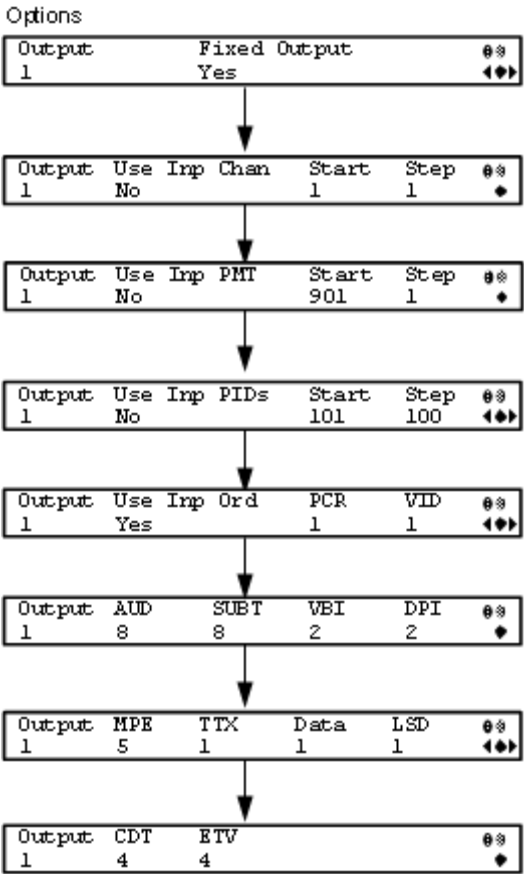 Options
Output Fixed Output
1 Yes
Output Use Inp Chan Start Step
1 No 1 1
Output Use Inp PMT Start Step
1 No 901 1
Output Use Inp PIDs Start Step
1 No 101 100
Output Use Inp Ord PCR VID
1 Yes 1 1
Output AUD SUBT VBI DPI
1 8 8 2 2
Output MPE TTX Data LSD
1 5 1 1 1
Output CDT ETV
1 4 4